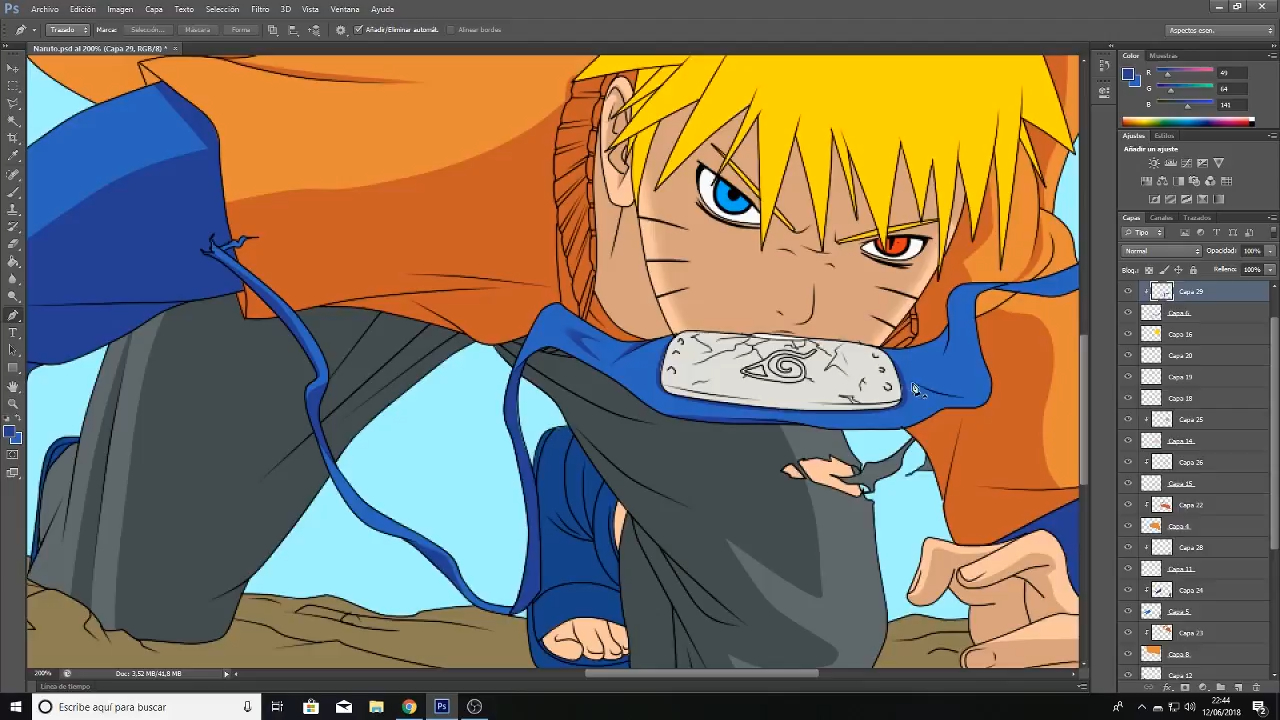 Ps Archivo Edición Imagen Capa Texto Selección Filtro 3D Vista Ventana Ayuda
Trazado Marca: Selección... Máscara Forma Añadir/Eliminar automát. Alinear bordes Aspectos esen.
Naruto.psd al 200% (Capa 29, RGB/8) * ×
Color Muestras
R 49
G 64
B 141
Ajustes Estilos
Añadir un ajuste
Capas Canales Trazados
Tipo
Normal Opacidad: 100%
Bloq.: Relleno: 100%
Capa 29
Capa 6
Capa 16
Capa 20
Capa 19
Capa 18
Capa 25
Capa 14
Capa 26
Capa 15
Capa 22
Capa 4
Capa 28
Capa 11
Capa 24
Capa 5
Capa 23
Capa 8
Capa 12
200% Doc: 3,52 MB/41,8 MB
Línea de tiempo
Escribe aquí para buscar
Ps
22:44
12/06/2018
2